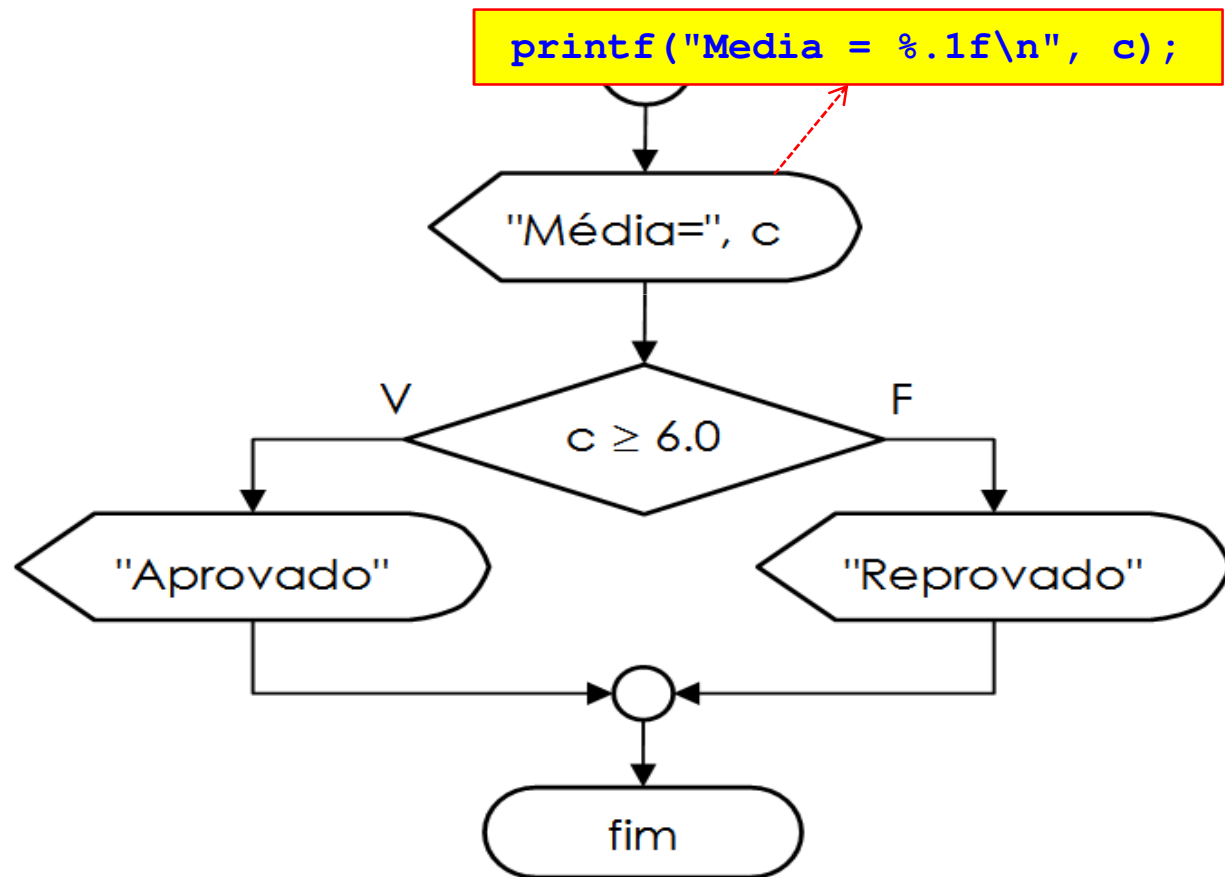 printf("Media = %.1f\n", c);
"Média=", c
V
F
c ≥ 6.0
"Aprovado"
"Reprovado"
fim